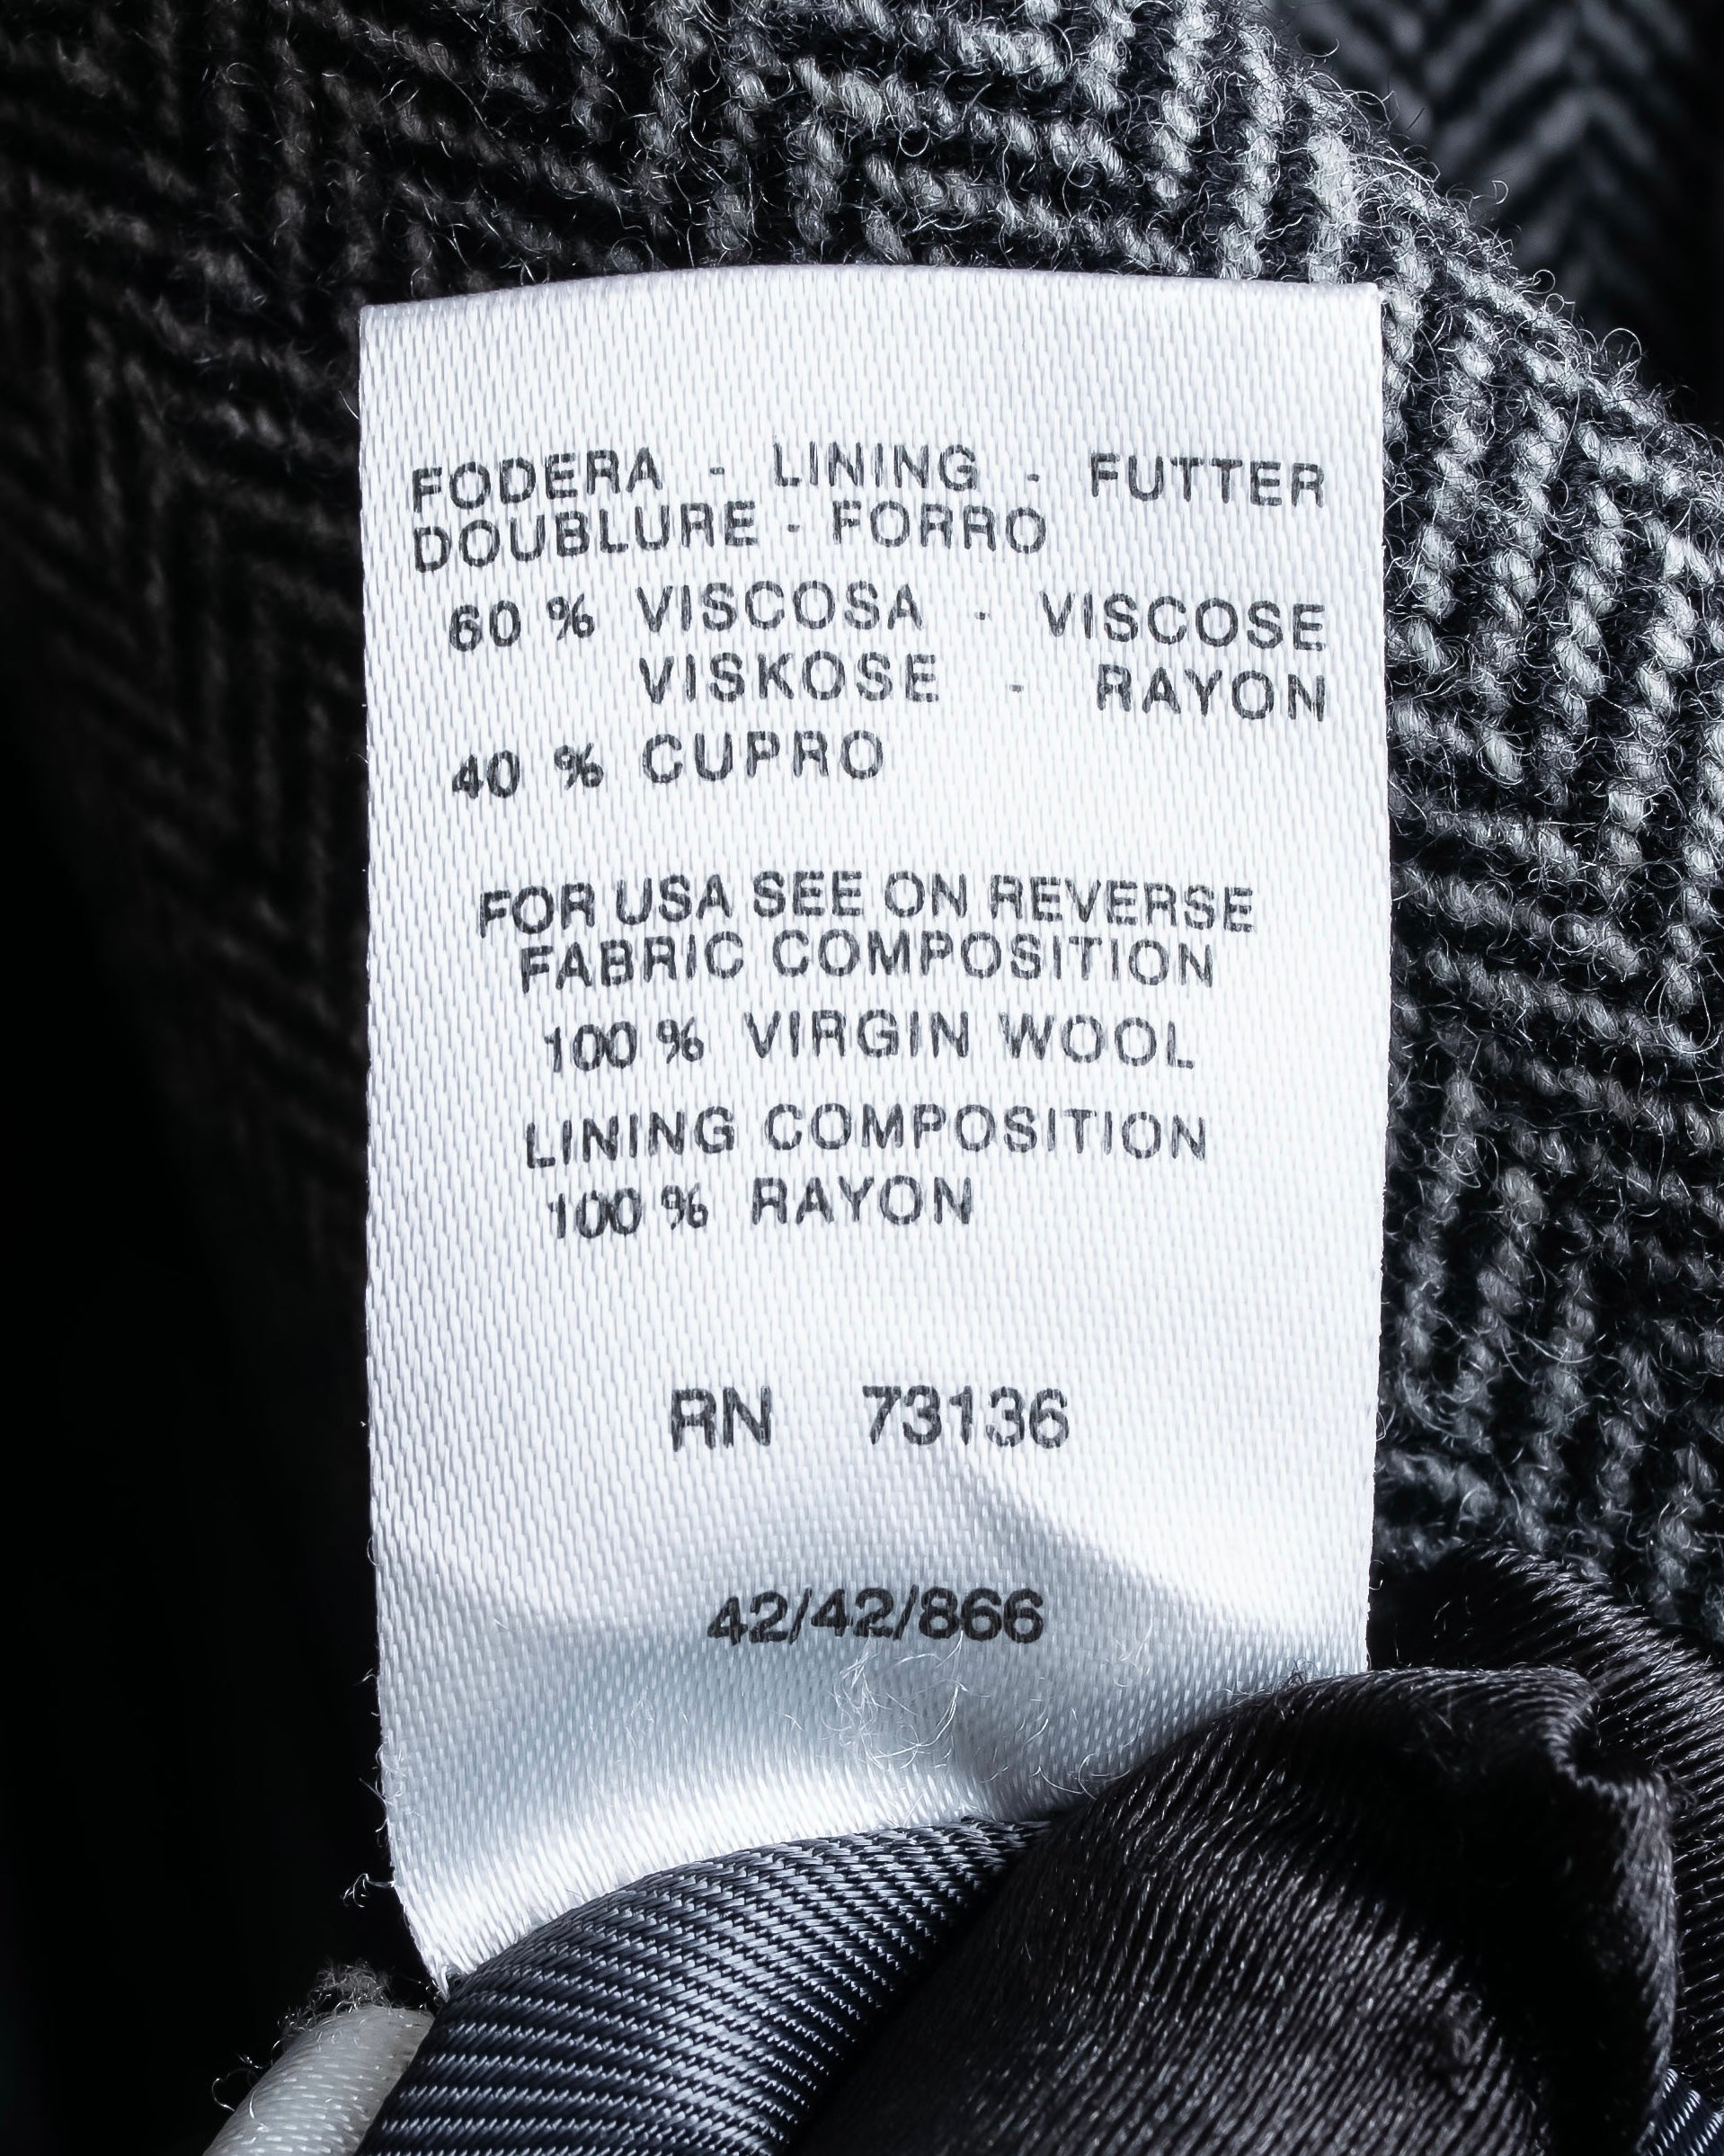 FODERA - LINING - FUTTER
DOUBLURE - FORRO
60 % VISCOSA - VISCOSE
VISKOSE - RAYON
40 % CUPRO
FOR USA SEE ON REVERSE
FABRIC COMPOSITION
100 % VIRGIN WOOL
LINING COMPOSITION
100 % RAYON
RN 73136
42/42/866